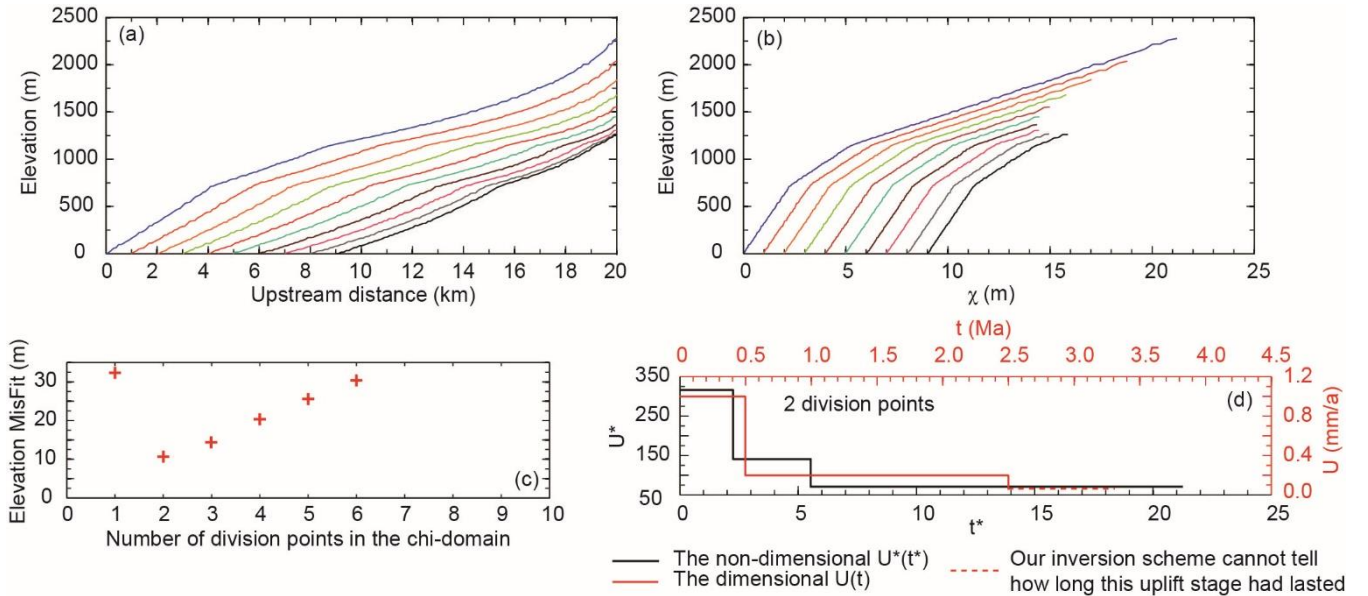 (a)
2500
2000
1500
1000
500
0
Elevation (m)
0 2 4 6 8 10 12 14 16 18 20
Upstream distance (km)
(b)
2500
2000
1500
1000
500
0
Elevation (m)
0 5 10 15 20 25
χ (m)
30
20
10
0
Elevation MisFit (m)
(c)
0 1 2 3 4 5 6 7 8 9 10
Number of division points in the chi-domain
t (Ma)
0 0.5 1.0 1.5 2.0 2.5 3.0 3.5 4.0 4.5
350
250
150
50
U*
2 division points
(d)
1.2
0.8
0.4
0.0
U (mm/a)
0 5 10 15 20 25
t*
The non-dimensional U*(t*)
The dimensional U(t)
Our inversion scheme cannot tell
how long this uplift stage had lasted